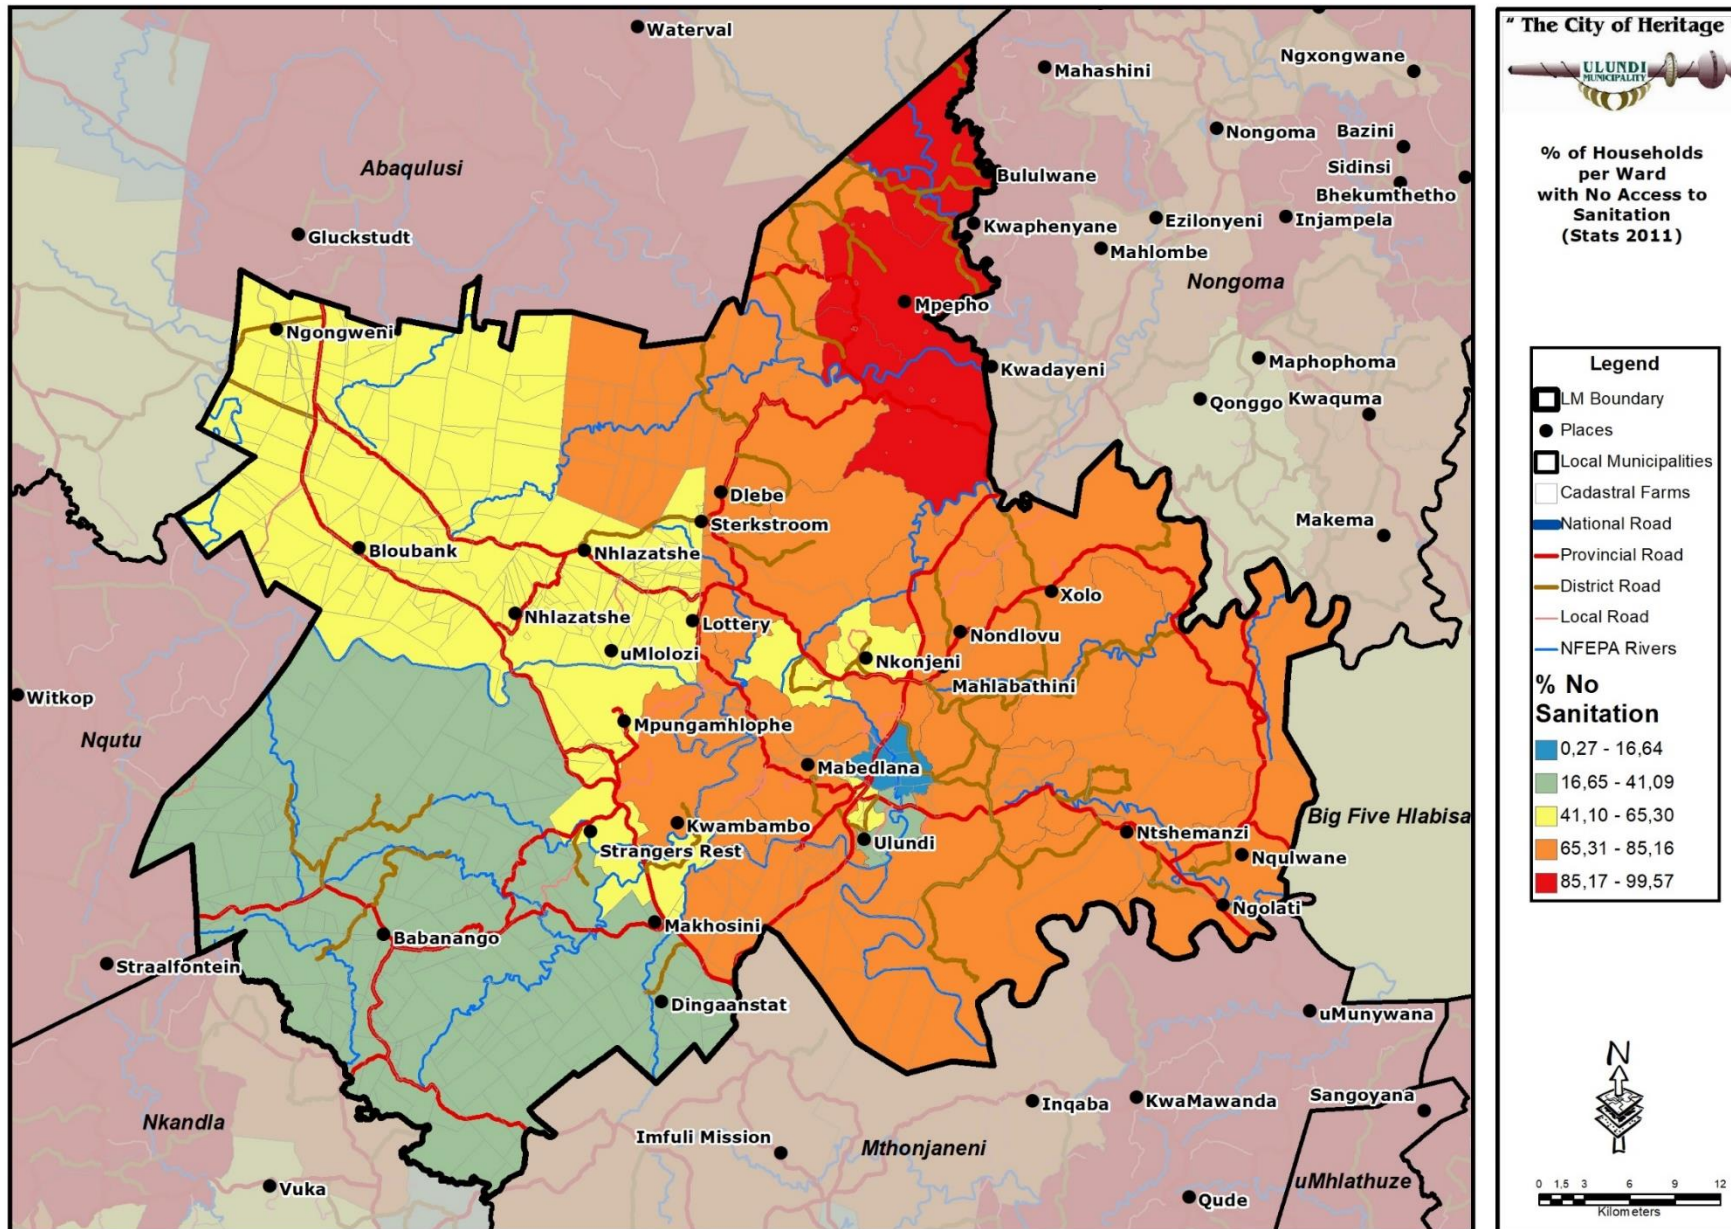 Waterval
Mahashini
Ngxongwane
Nongoma
Bazini
Sidinsi
Bhekumthetho
Abaqulusi
Bululwane
Gluckstudt
Kwaphenyane
Ezilonyeni
Injampela
Mahlombe
Nongoma
Mpepho
Ngongweni
Kwadayeni
Maphophoma
Qonggo
Kwaquma
Dlebe
Sterkstroom
Makema
Bloubank
Nhlazatshe
Nhlazatshe
Xolo
Lottery
Nondlovu
uMlolozi
Nkonjeni
Mahlabathini
Witkop
Mpungamhlophe
Nqutu
Mabedlana
Big Five Hlabisa
Kwambambo
Ntshemanzi
Strangers Rest
Ulundi
Nqulwane
Ngolati
Makhosini
Babanango
Straalfontein
Dingaanstat
uMunywana
Inqaba
KwaMawanda
Sangoyana
Nkandla
Imfuli Mission
Mthonjaneni
uMhlathuze
Vuka
Qude
" The City of Heritage
ULUNDI
MUNICIPALITY
% of Households
per Ward
with No Access to
Sanitation
(Stats 2011)
Legend
LM Boundary
Places
Local Municipalities
Cadastral Farms
National Road
Provincial Road
District Road
Local Road
NFEPA Rivers
% No
Sanitation
0,27 - 16,64
16,65 - 41,09
41,10 - 65,30
65,31 - 85,16
85,17 - 99,57
N
0 1,5 3 6 9 12
Kilometers